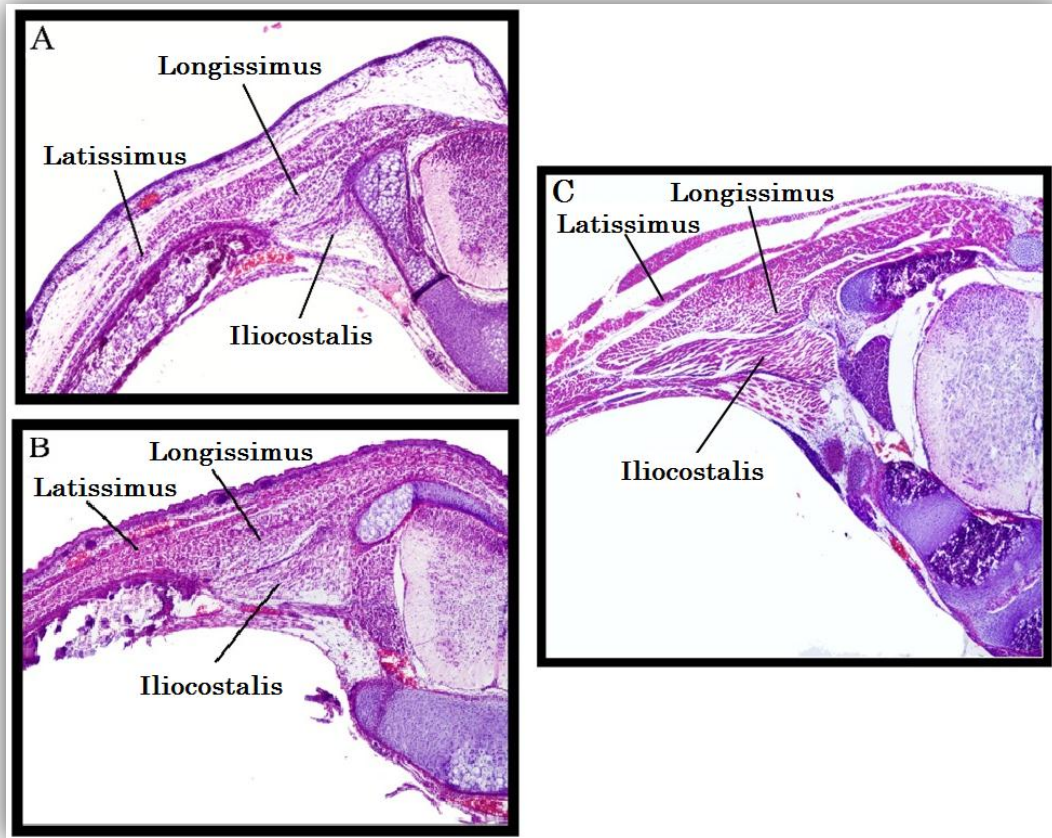 A
Longissimus
Latissimus
Iliocostalis
B
Longissimus
Latissimus
Iliocostalis
C
Longissimus
Latissimus
Iliocostalis